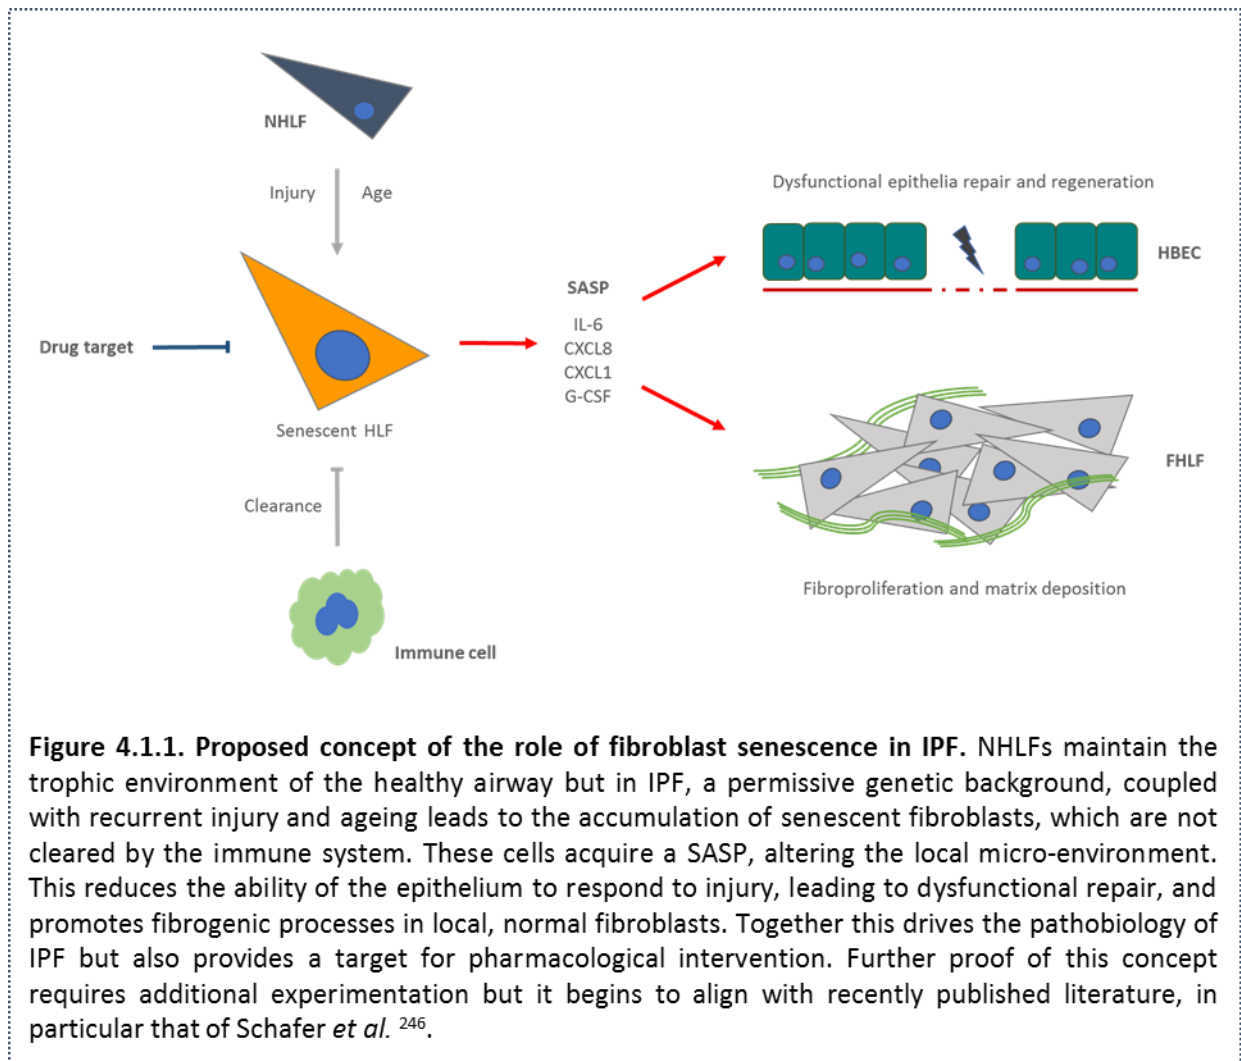 NHLF
Injury
Age
Dysfunctional epithelia repair and regeneration
HBEC
SASP
IL-6
CXCL8
CXCL1
G-CSF
Drug target
Senescent HLF
Clearance
FHLF
Fibroproliferation and matrix deposition
Immune cell
Figure 4.1.1. Proposed concept of the role of fibroblast senescence in IPF. NHLFs maintain the
trophic environment of the healthy airway but in IPF, a permissive genetic background, coupled
with recurrent injury and ageing leads to the accumulation of senescent fibroblasts, which are not
cleared by the immune system. These cells acquire a SASP, altering the local micro-environment.
This reduces the ability of the epithelium to respond to injury, leading to dysfunctional repair, and
promotes fibrogenic processes in local, normal fibroblasts. Together this drives the pathobiology of
IPF but also provides a target for pharmacological intervention. Further proof of this concept
requires additional experimentation but it begins to align with recently published literature, in
particular that of Schafer et al. 246.